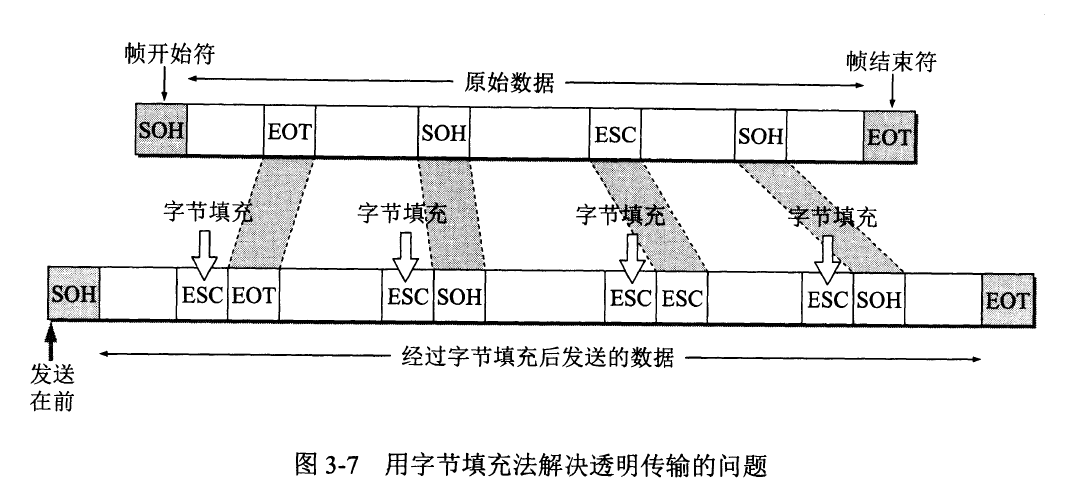 帧开始符
原始数据
帧结束符
SOH EOT SOH ESC SOH EOT
字节填充 字节填充 字节填充 字节填充
SOH ESC EOT ESC SOH ESC ESC ESC SOH EOT
经过字节填充后发送的数据
发送
在前
图 3-7 用字节填充法解决透明传输的问题